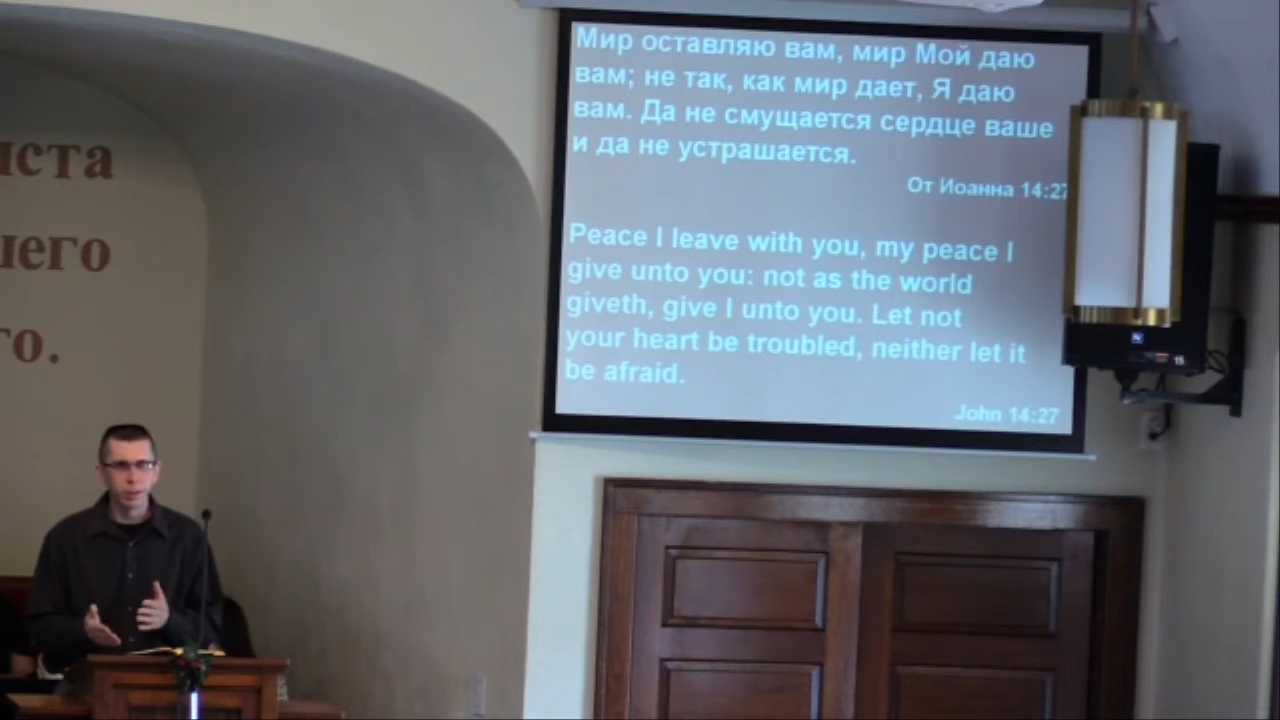 Мир оставляю вам, мир Мой даю
вам; не так, как мир дает, Я даю
вам. Да не смущается сердце ваше
и да не устрашается.
От Иоанна 14:27
Peace I leave with you, my peace I
give unto you: not as the world
giveth, give I unto you. Let not
your heart be troubled, neither let it
be afraid.
John 14:27
15